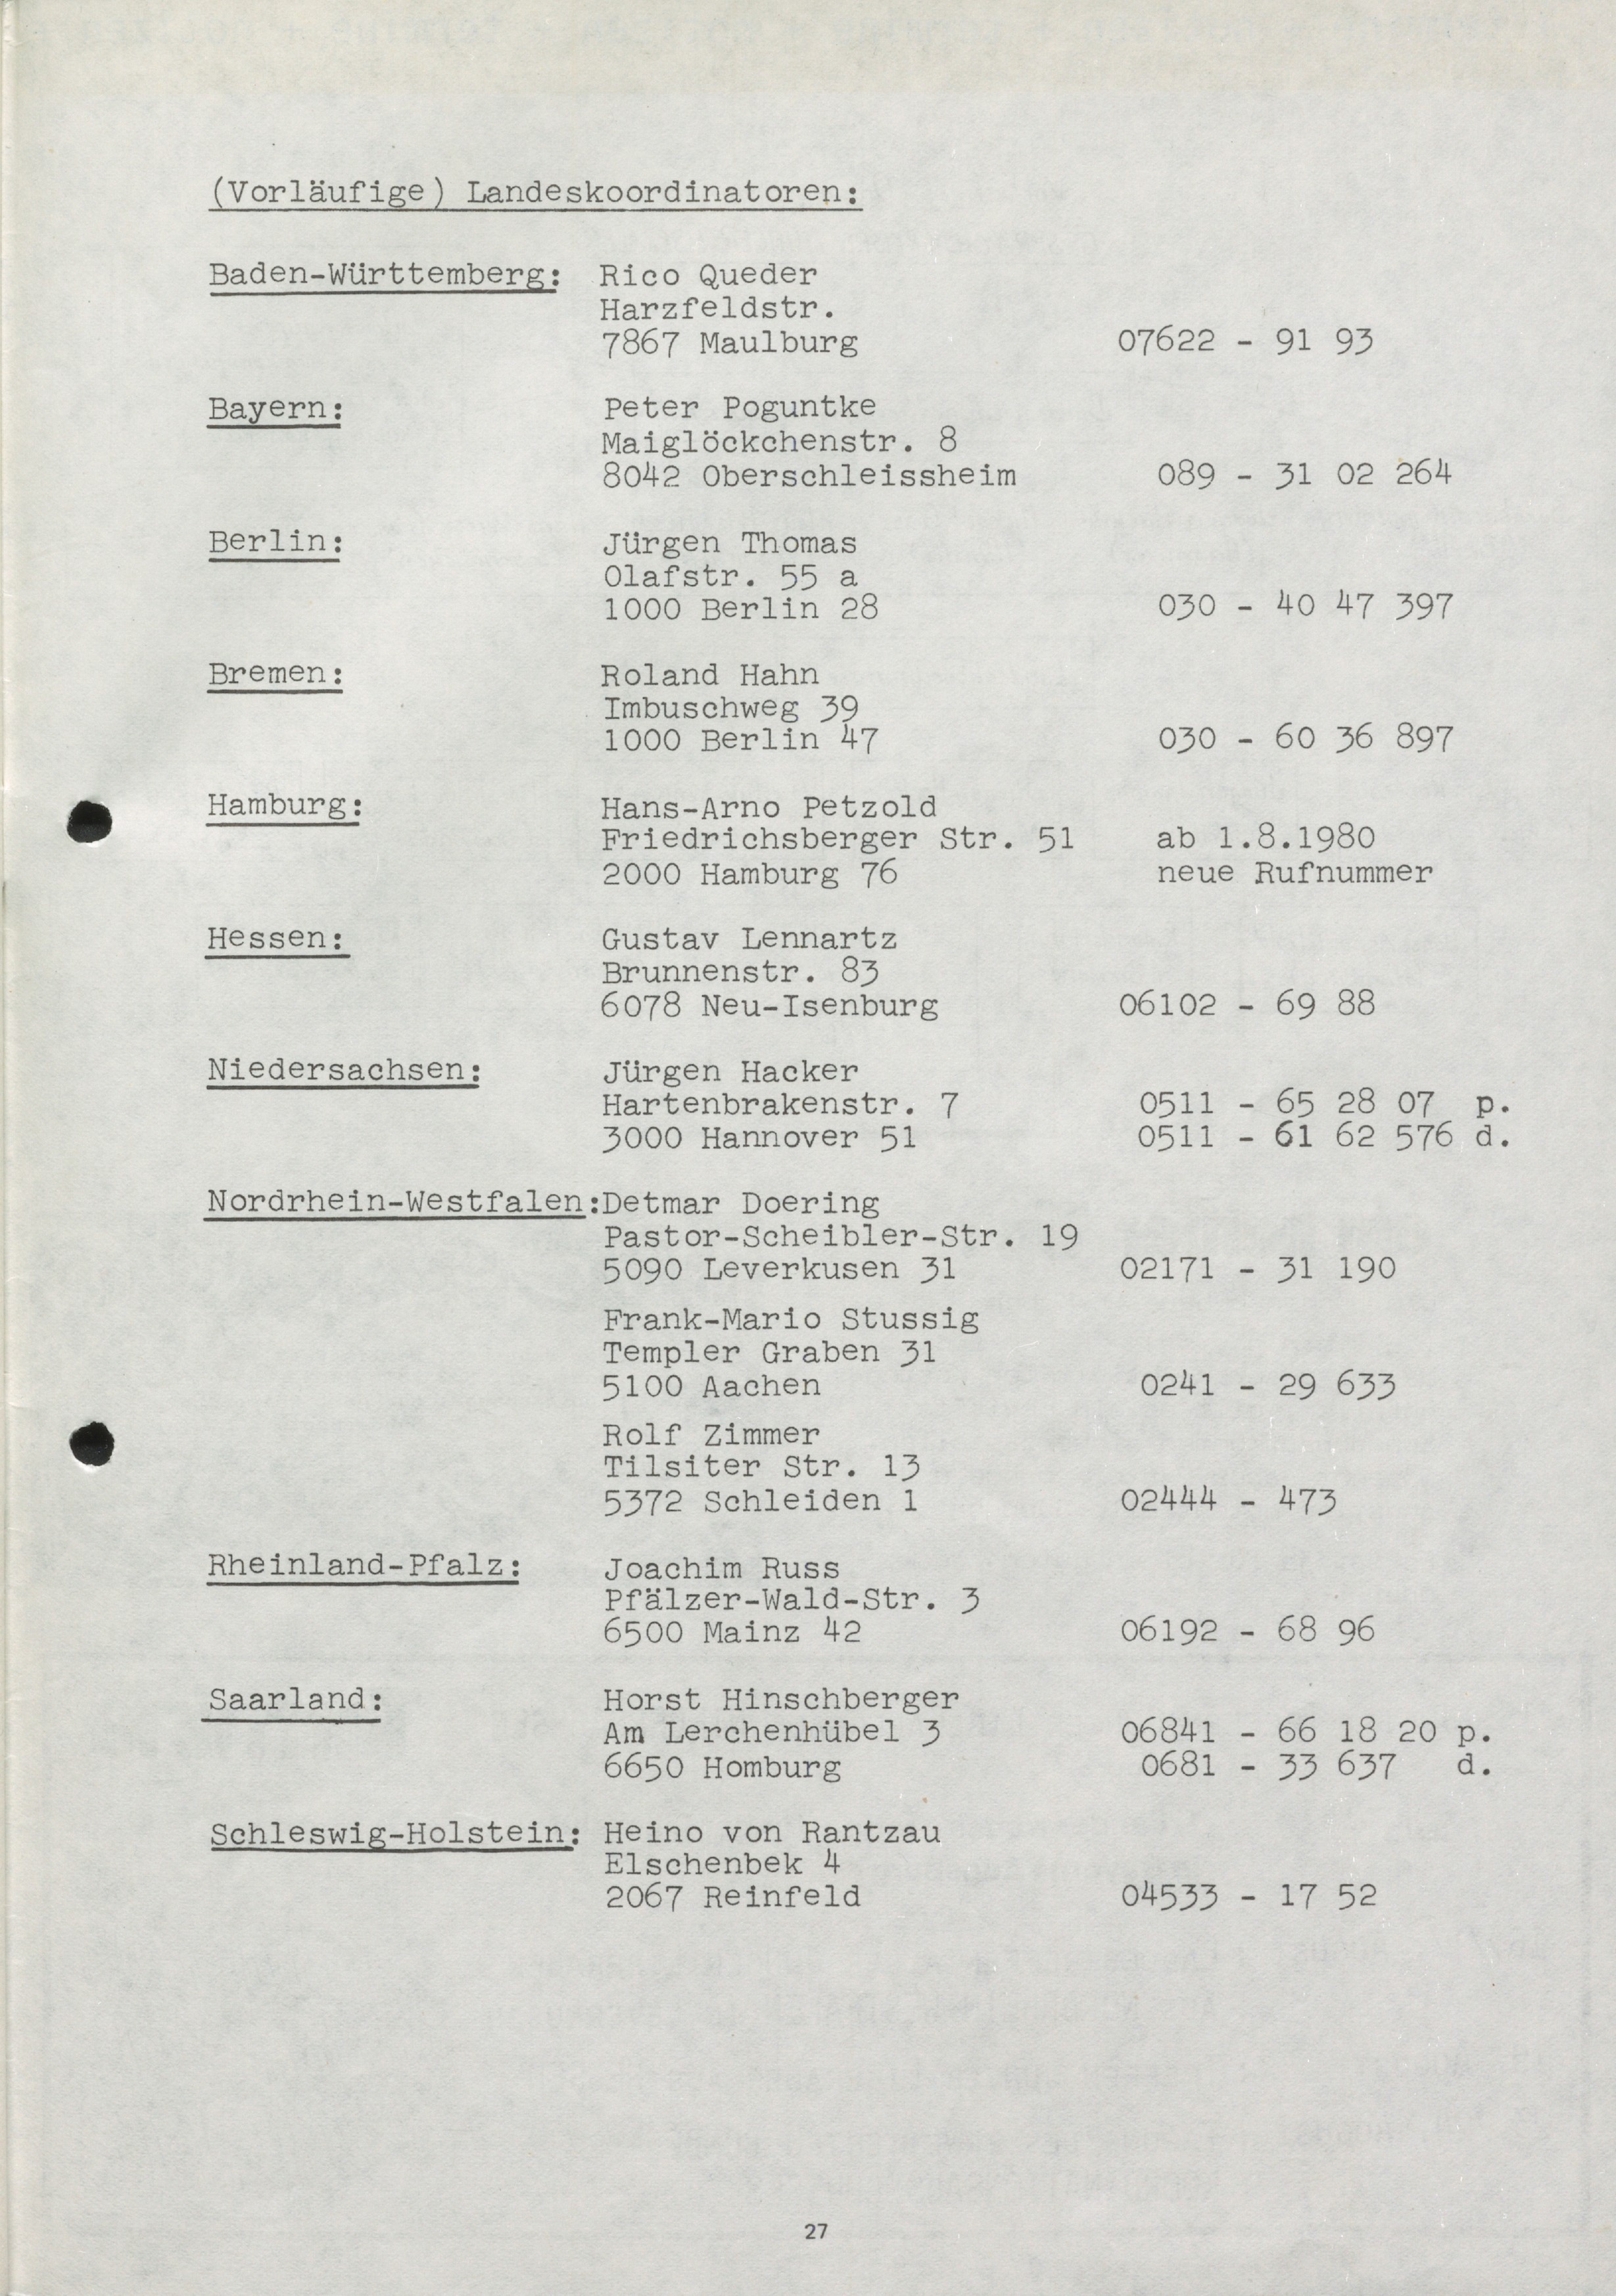 (Vorläufige) Landeskoordinatoren:
Baden-Württemberg: Rico Queder
Harzfeldstr.
7867 Maulburg 07622 - 91 93
Bayern: Peter Poguntke
Maiglöckchenstr. 8
8042 Oberschleissheim 089 - 31 02 264
Berlin: Jürgen Thomas
Olafstr. 55 a
1000 Berlin 28 030 - 40 47 397
Bremen: Roland Hahn
Imbuschweg 39
1000 Berlin 47 030 - 60 36 897
Hamburg: Hans-Arno Petzold
Friedrichsberger Str. 51 ab 1.8.1980
2000 Hamburg 76 neue Rufnummer
Hessen: Gustav Lennartz
Brunnenstr. 83
6078 Neu-Isenburg 06102 - 69 88
Niedersachsen: Jürgen Hacker
Hartenbrakenstr. 7 0511 - 65 28 07 p.
3000 Hannover 51 0511 - 61 62 576 d.
Nordrhein-Westfalen:Detmar Doering
Pastor-Scheibler-Str. 19
5090 Leverkusen 31 02171 - 31 190
Frank-Mario Stussig
Templer Graben 31
5100 Aachen 0241 - 29 633
Rolf Zimmer
Tilsiter Str. 13
5372 Schleiden 1 02444 - 473
Rheinland-Pfalz: Joachim Russ
Pfälzer-Wald-Str. 3
6500 Mainz 42 06192 - 68 96
Saarland: Horst Hinschberger
Am Lerchenhübel 3 06841 - 66 18 20 p.
6650 Homburg 0681 - 33 637 d.
Schleswig-Holstein: Heino von Rantzau
Elschenbek 4
2067 Reinfeld 04533 - 17 52
27